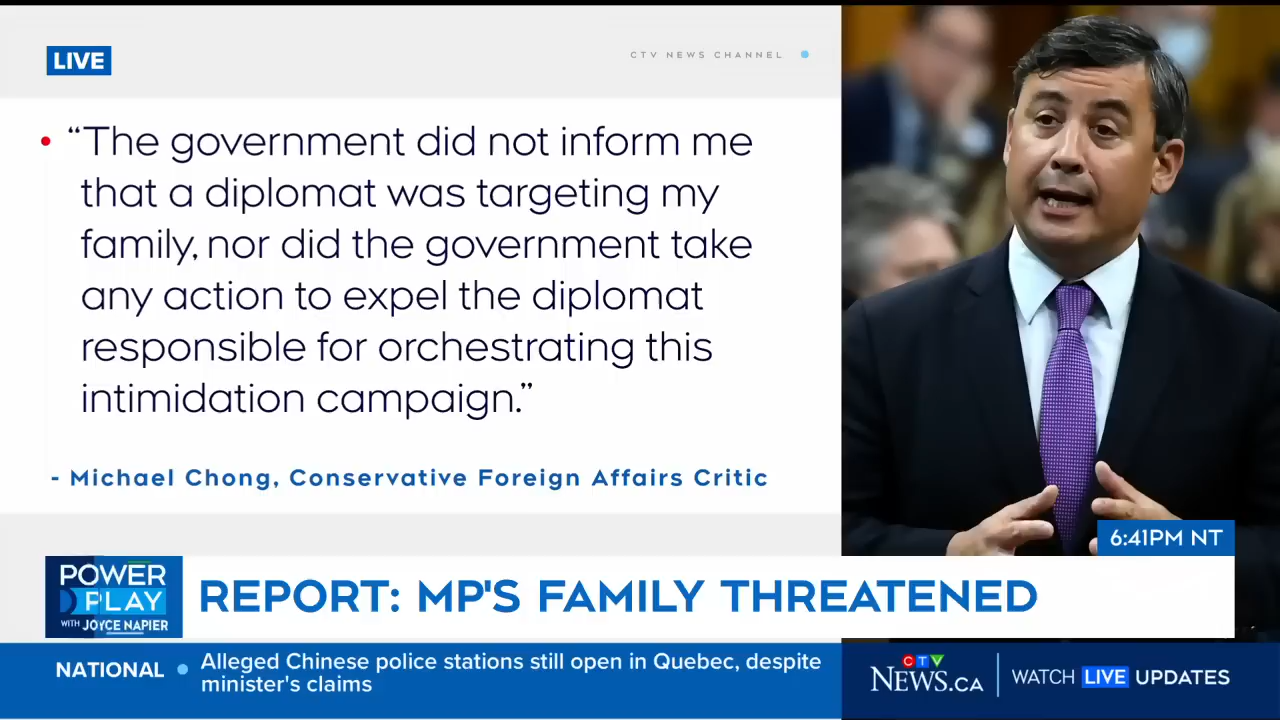 LIVE
CTV NEWS CHANNEL
• “The government did not inform me
that a diplomat was targeting my
family, nor did the government take
any action to expel the diplomat
responsible for orchestrating this
intimidation campaign.”
- Michael Chong, Conservative Foreign Affairs Critic
6:41PM NT
POWER
PLAY
WITH JOYCE NAPIER
REPORT: MP'S FAMILY THREATENED
NATIONAL
Alleged Chinese police stations still open in Quebec, despite
minister's claims
CTV
NEWS.CA
WATCH LIVE UPDATES